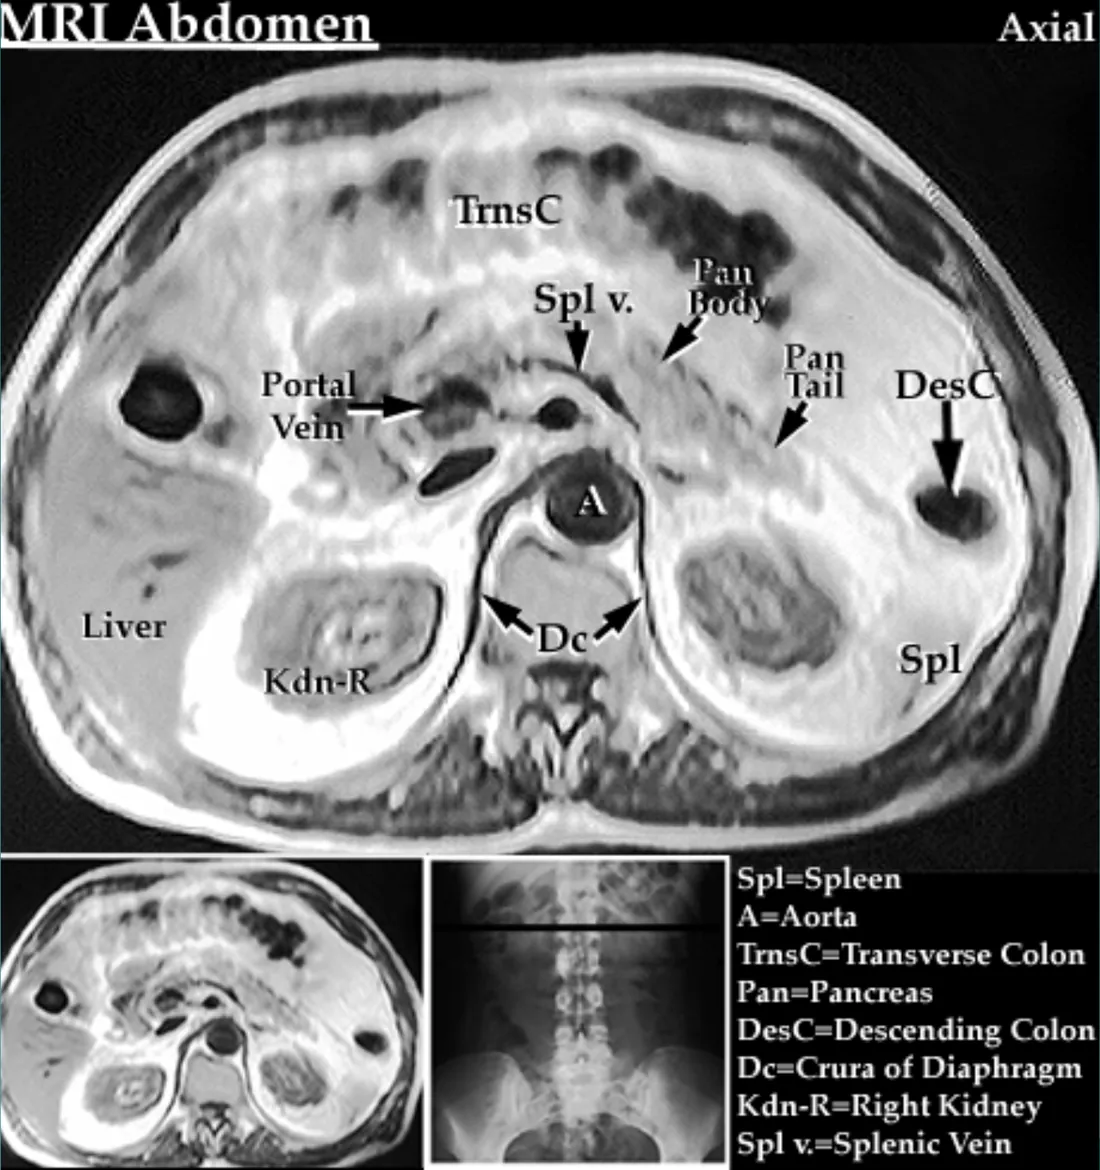 MRI Abdomen
Axial
TrnsC
Pan
Body
Spl v.
Pan
Tail
Portal
Vein
DesC
A
Liver
Dc
Kdn-R
Spl
Spl=Spleen
A=Aorta
TrnsC=Transverse Colon
Pan=Pancreas
DesC=Descending Colon
Dc=Crura of Diaphragm
Kdn-R=Right Kidney
Spl v.=Splenic Vein